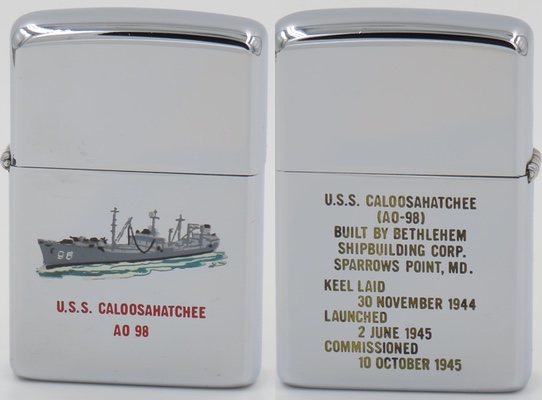 98
U.S.S. CALOOSAHATCHEE
AO 98
U.S.S. CALOOSAHATCHEE
(AO-98)
BUILT BY BETHLEHEM
SHIPBUILDING CORP.
SPARROWS POINT, MD.
KEEL LAID
30 NOVEMBER 1944
LAUNCHED
2 JUNE 1945
COMMISSIONED
10 OCTOBER 1945